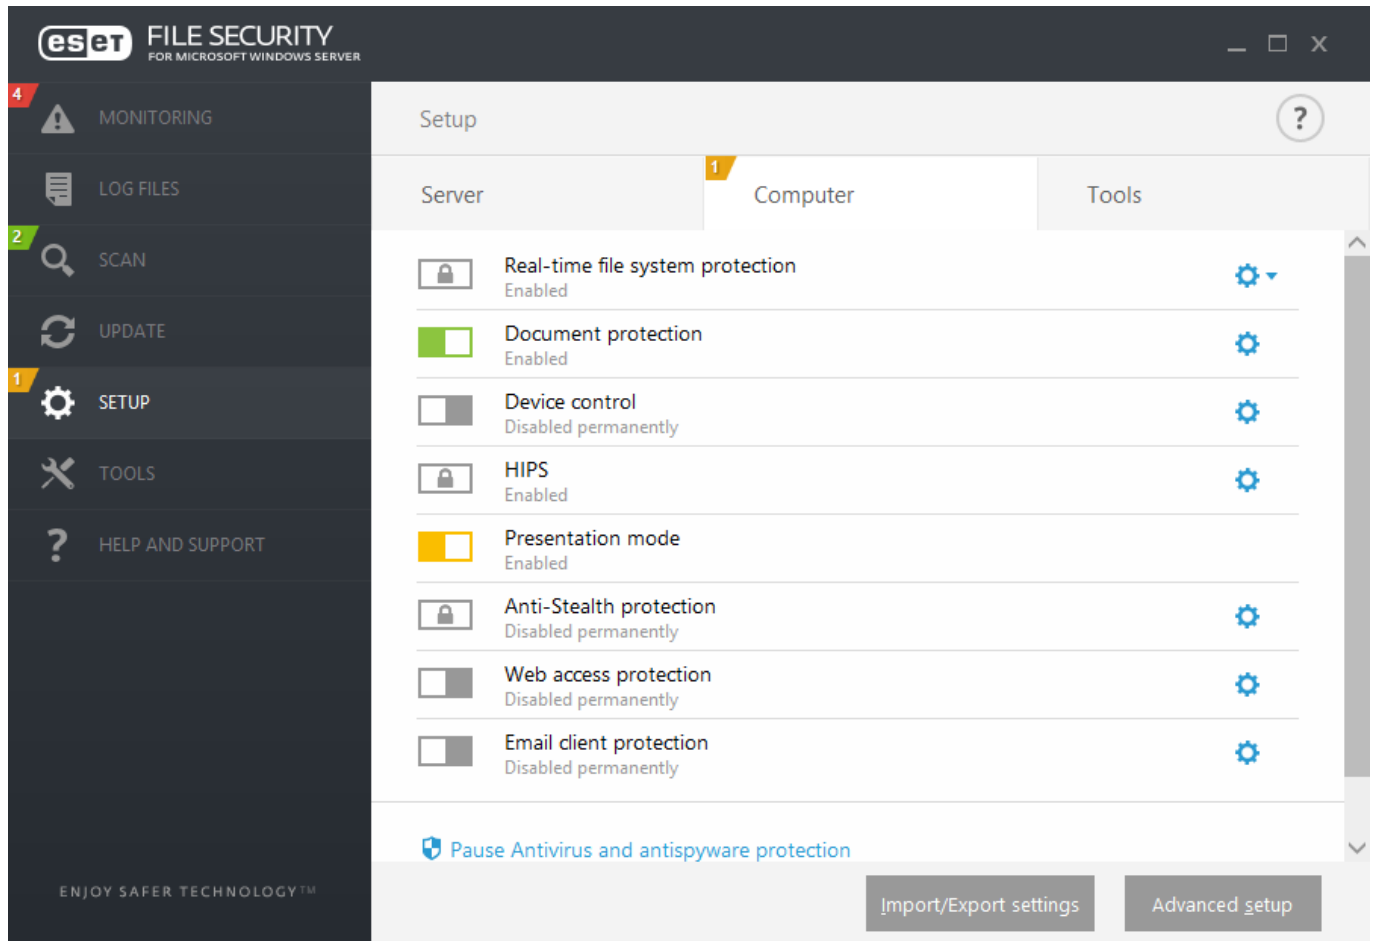 eset FILE SECURITY
FOR MICROSOFT WINDOWS SERVER
4
MONITORING
LOG FILES
2
SCAN
UPDATE
1
SETUP
TOOLS
HELP AND SUPPORT
ENJOY SAFER TECHNOLOGY™
Setup
?
Server
1
Computer
Tools
Real-time file system protection
Enabled
Document protection
Enabled
Device control
Disabled permanently
HIPS
Enabled
Presentation mode
Enabled
Anti-Stealth protection
Disabled permanently
Web access protection
Disabled permanently
Email client protection
Disabled permanently
Pause Antivirus and antispyware protection
Import/Export settings
Advanced setup